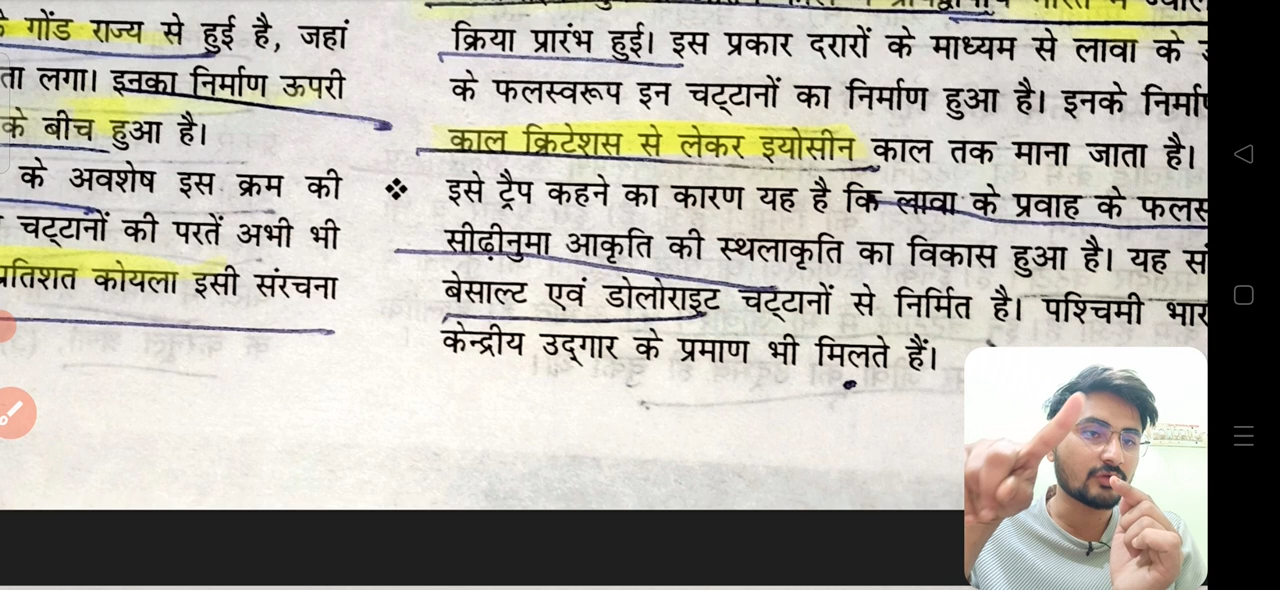 गोंड राज्य से हुई है, जहां
ता लगा। इनका निर्माण ऊपरी
के बीच हुआ है।
के अवशेष इस क्रम की
चट्टानों की परतें अभी भी
प्रतिशत कोयला इसी संरचना
क्रिया प्रारंभ हुई। इस प्रकार दरारों के माध्यम से लावा के
के फलस्वरूप इन चट्टानों का निर्माण हुआ है। इनके
काल क्रिटेशस से लेकर इयोसीन काल तक माना जाता है।
❖ इसे ट्रैप कहने का कारण यह है कि लावा के प्रवाह के
सीढ़ीनुमा आकृति की स्थलाकृति का विकास हुआ है। यह
बेसाल्ट एवं डोलोराइट चट्टानों से निर्मित है। पश्चिमी
केन्द्रीय उद्गार के प्रमाण भी मिलते हैं।